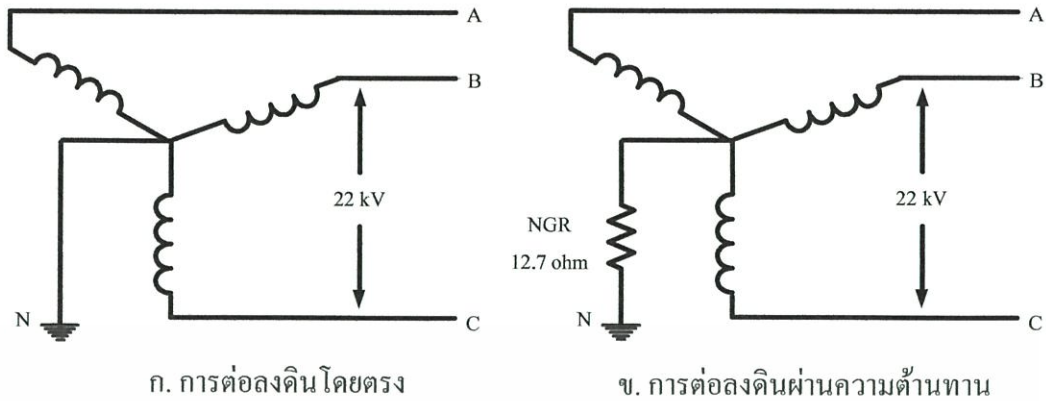 A
B
22 kV
N
C
ก. การต่อลงดินโดยตรง
A
B
22 kV
NGR
12.7 ohm
N
C
ข. การต่อลงดินผ่านความต้านทาน